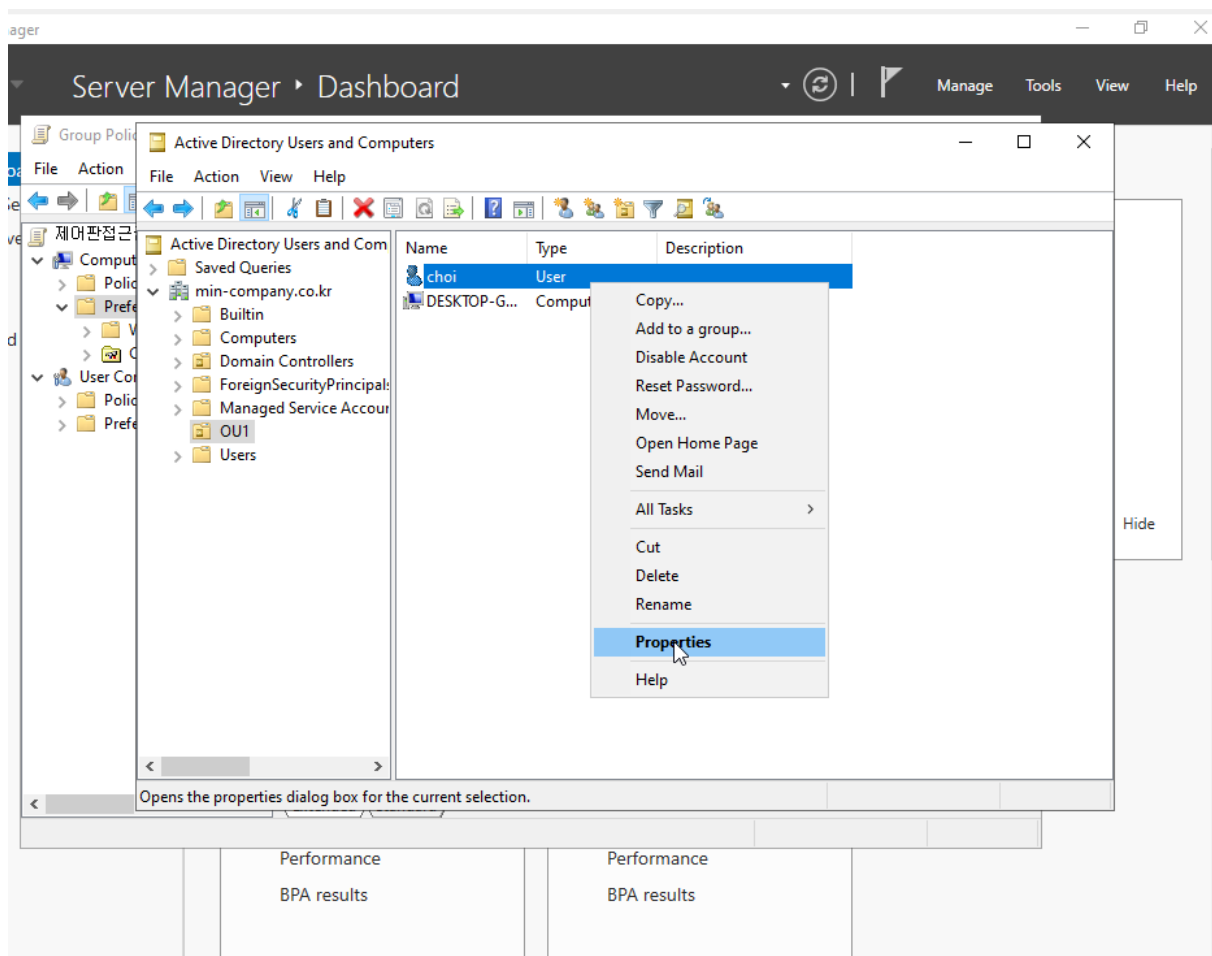 ager
Server Manager ‣ Dashboard
Manage Tools View Help
Group Polic
File Action
제어판접근
Comput
Polic
Prefe
User Con
Polic
Prefe
Active Directory Users and Computers
File Action View Help
Active Directory Users and Com
Saved Queries
min-company.co.kr
Builtin
Computers
Domain Controllers
ForeignSecurityPrincipals
Managed Service Accour
OU1
Users
Name Type Description
choi User
DESKTOP-G... Comput
Copy...
Add to a group...
Disable Account
Reset Password...
Move...
Open Home Page
Send Mail
All Tasks
Cut
Delete
Rename
Properties
Help
Hide
Opens the properties dialog box for the current selection.
Performance
BPA results
Performance
BPA results